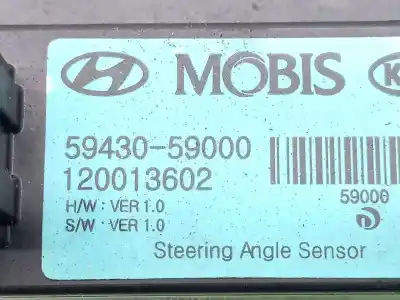 MOBIS
59430-59000
120013602
H/W : VER 1.0
S/W : VER 1.0
59000
Steering Angle Sensor